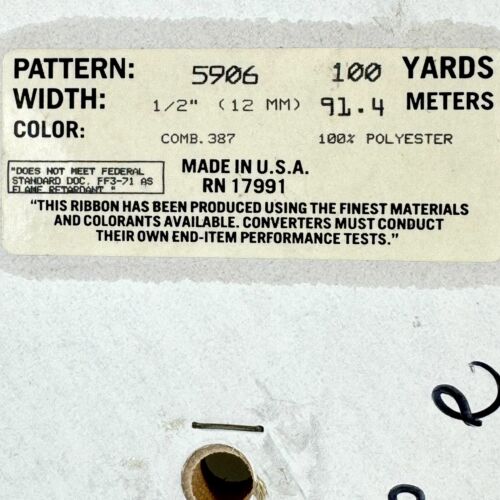 PATTERN: 5906 100 YARDS
WIDTH: 1/2" (12 MM) 91.4 METERS
COLOR: COMB.387 100% POLYESTER
"DOES NOT MEET FEDERAL
STANDARD DOC. FF3-71 AS
FLAME RETARDANT."
MADE IN U.S.A.
RN 17991
"THIS RIBBON HAS BEEN PRODUCED USING THE FINEST MATERIALS
AND COLORANTS AVAILABLE. CONVERTERS MUST CONDUCT
THEIR OWN END-ITEM PERFORMANCE TESTS."